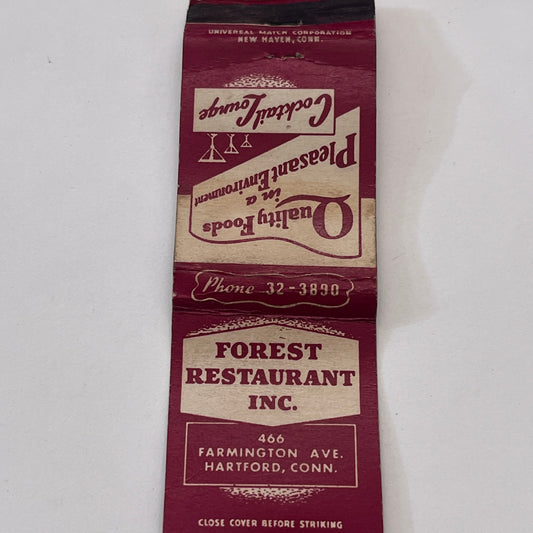 UNIVERSAL MATCH CORPORATION
NEW HAVEN, CONN.
Quality Foods
in a
Pleasant Environment
Cocktail Lounge
Phone 32-3890
FOREST
RESTAURANT
INC.
466
FARMINGTON AVE.
HARTFORD, CONN.
CLOSE COVER BEFORE STRIKING